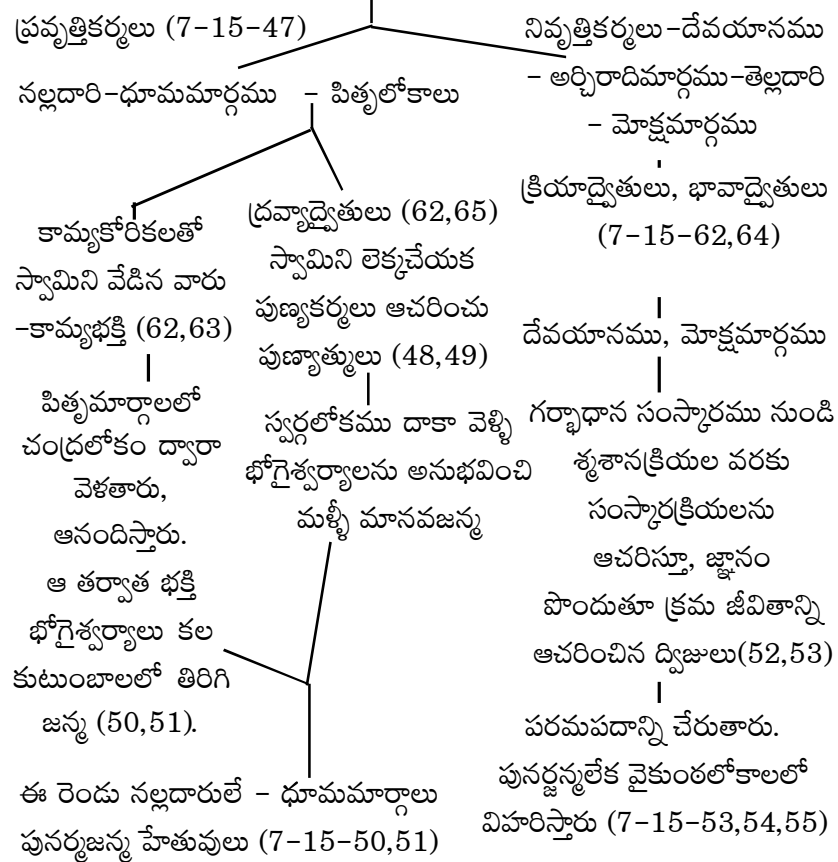 ప్రవృత్తికర్మలు (7-15-47)
నల్లదారి-ధూమమార్గము - పితృలోకాలు
కామ్యకోరికలతో
స్వామిని వేడిన వారు
-కామ్యభక్తి (62,63)
పితృమార్గాలలో
చంద్రలోకం ద్వారా
వెళతారు,
ఆనందిస్తారు.
ఆ తర్వాత భక్తి
భోగైశ్వర్యాలు కల
కుటుంబాలలో తిరిగి
జన్మ (50,51).
ద్రవ్యాద్వైతులు (62,65)
స్వామిని లెక్కచేయక
పుణ్యకర్మలు ఆచరించు
పుణ్యాత్ములు (48,49)
స్వర్గలోకము దాకా వెళ్ళి
భోగైశ్వర్యాలను అనుభవించి
మళ్ళీ మానవజన్మ
ఈ రెండు నల్లదారులే - ధూమమార్గాలు
పునర్మజన్మ హేతువులు (7-15-50,51)
నివృత్తికర్మలు-దేవయానము
- అర్చిరాదిమార్గము-తెల్లదారి
- మోక్షమార్గము
క్రియాద్వైతులు, భావాద్వైతులు
(7-15-62,64)
దేవయానము, మోక్షమార్గము
గర్భాధాన సంస్కారము నుండి
శ్మశానక్రియల వరకు
సంస్కారక్రియలను
ఆచరిస్తూ, జ్ఞానం
పొందుతూ క్రమ జీవితాన్ని
ఆచరించిన ద్విజులు(52,53)
పరమపదాన్ని చేరుతారు.
పునర్జన్మలేక వైకుంఠలోకాలలో
విహరిస్తారు (7-15-53,54,55)